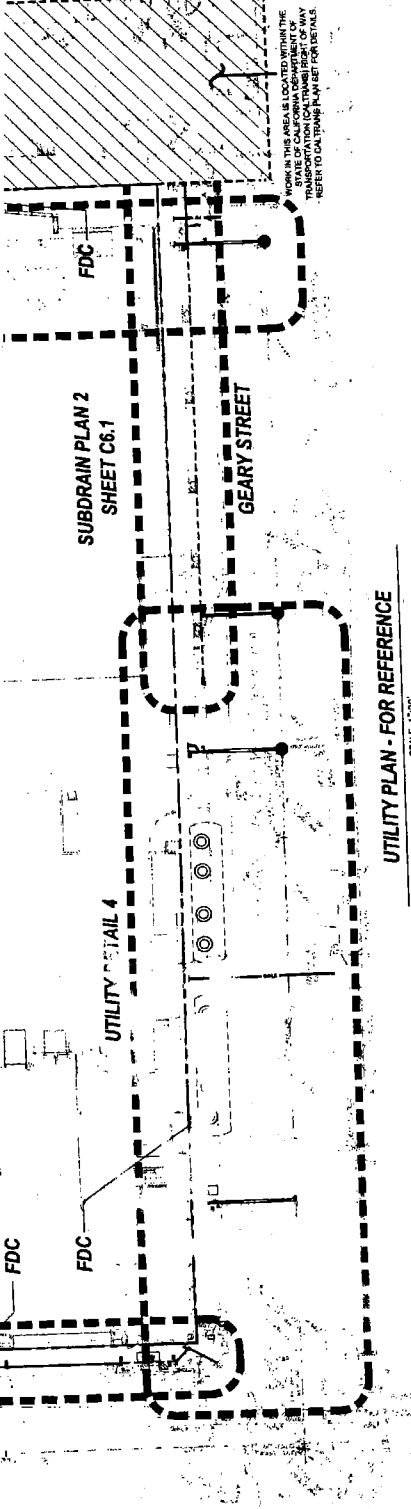 WORK IN THIS AREA IS LOCATED WITHIN THE
STATE OF CALIFORNIA DEPARTMENT OF
TRANSPORTATION (CALTRANS) RIGHT OF WAY
REFER TO CALTRANS PLAN SET FOR DETAILS.
FDC
SUBDRAIN PLAN 2
SHEET C6.1
GEARY STREET
UTILITY
4
FDC
FDC
UTILITY PLAN - FOR REFERENCE